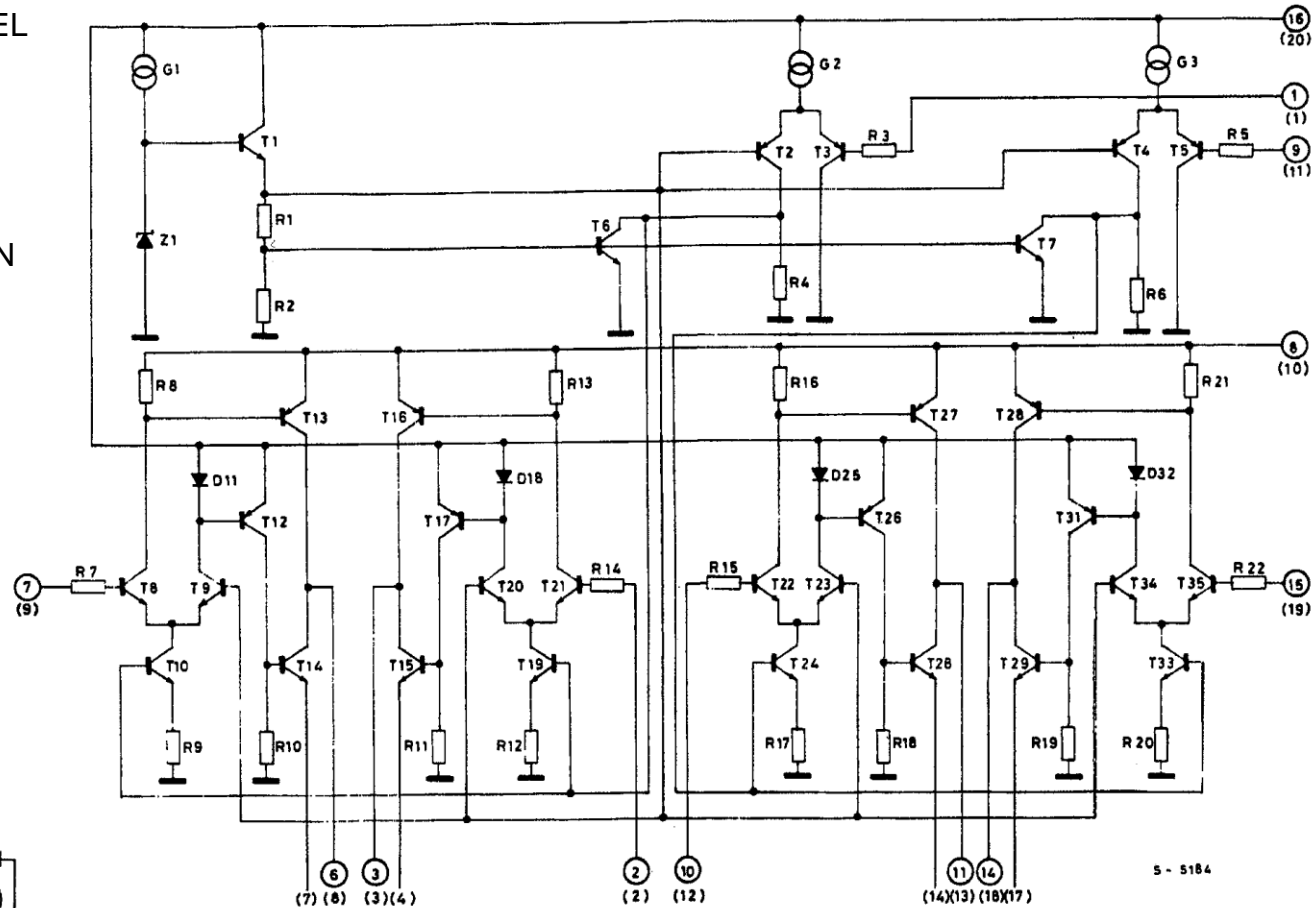 EL
16
(20)
G1
G2
G3
1
(1)
T1
T2
T3
R3
T4
T5
R5
9
(11)
R1
T6
Z1
T7
N
R2
R4
R6
8
(10)
R8
R13
R16
R21
T13
T16
T27
T28
D11
D18
D25
D32
T12
T17
T26
T31
7
(9)
R7
T8
T9
T20
T21
R14
R15
T22
T23
T34
T35
R22
15
(19)
T10
T14
T15
T19
T24
T28
T29
T33
R9
R10
R11
R12
R17
R18
R19
R20
6
3
2
10
11
14
S - 5184
(7) (8)
(3) (4)
(2)
(12)
(14)(13)
(18)(17)